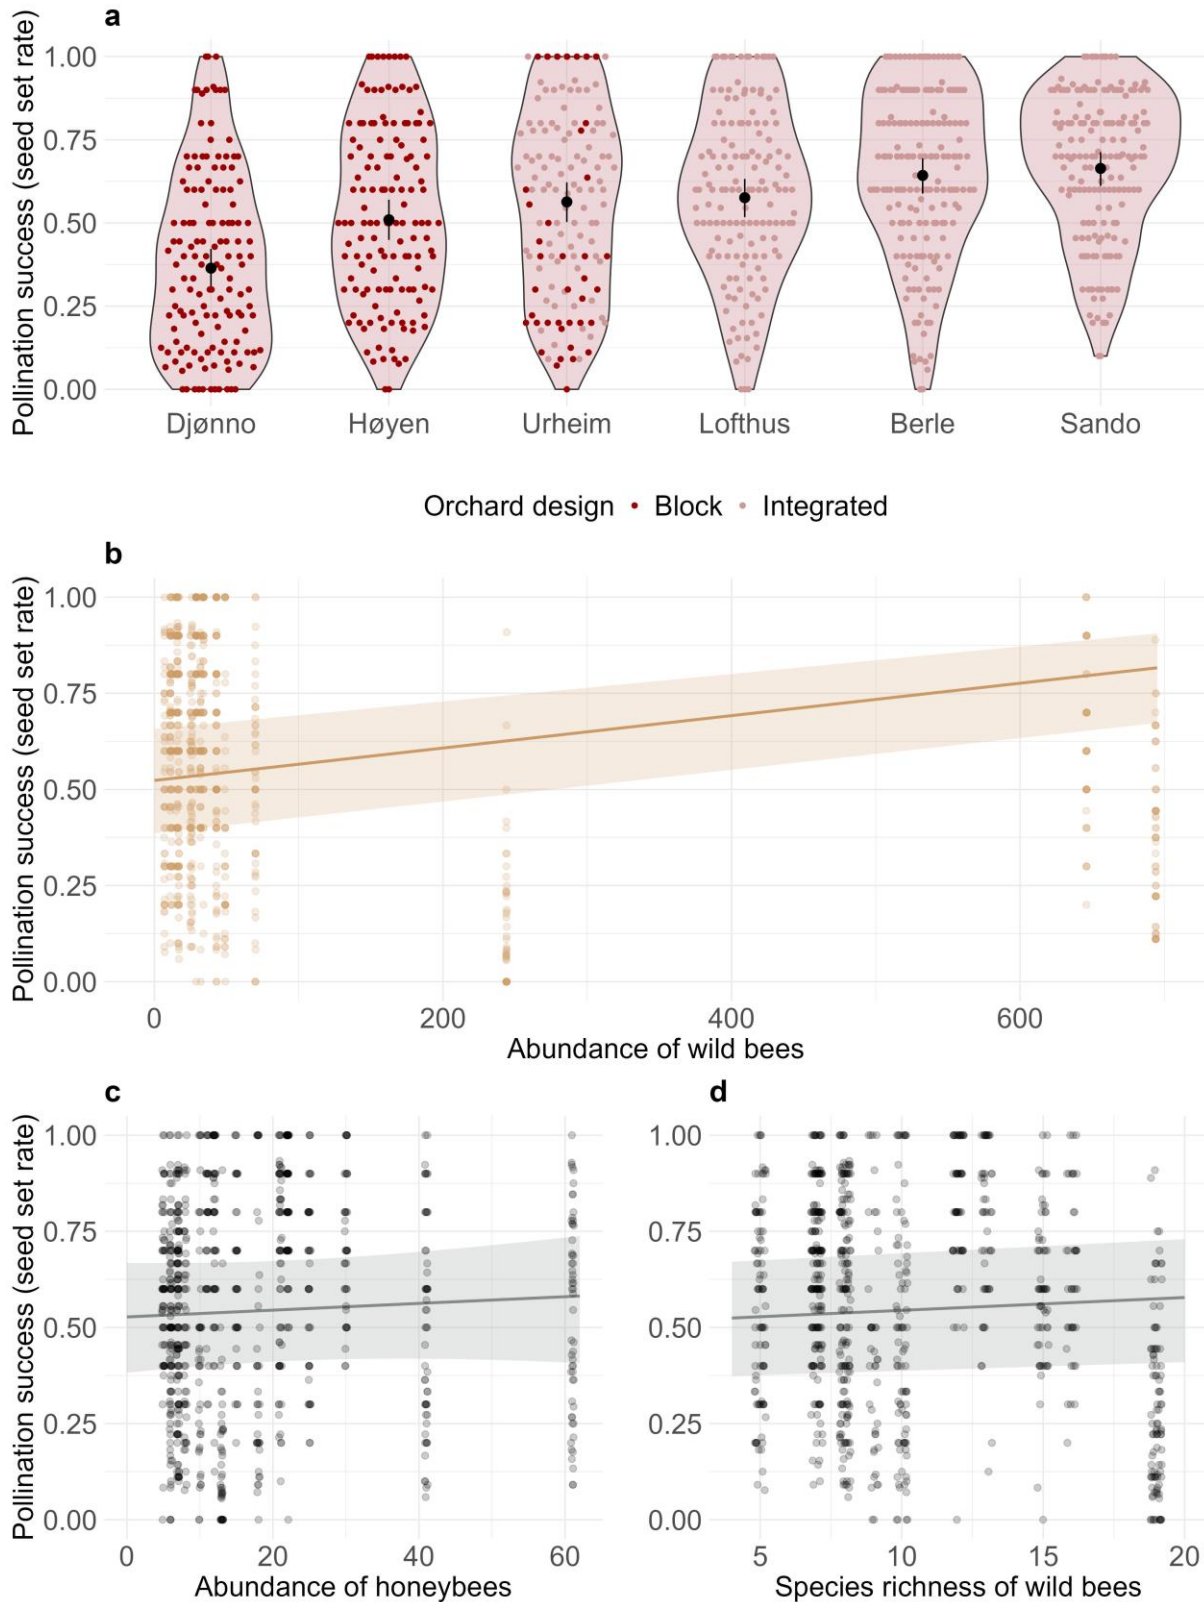 a
Pollination success (seed set rate)
1.00
0.75
0.50
0.25
0.00
Djønno Høyen Urheim Lofthus Berle Sando
Orchard design Block Integrated
b
Pollination success (seed set rate)
1.00
0.75
0.50
0.25
0.00
0 200 400 600
Abundance of wild bees
c
Pollination success (seed set rate)
1.00
0.75
0.50
0.25
0.00
0 20 40 60
Abundance of honeybees
d
1.00
0.75
0.50
0.25
0.00
5 10 15 20
Species richness of wild bees